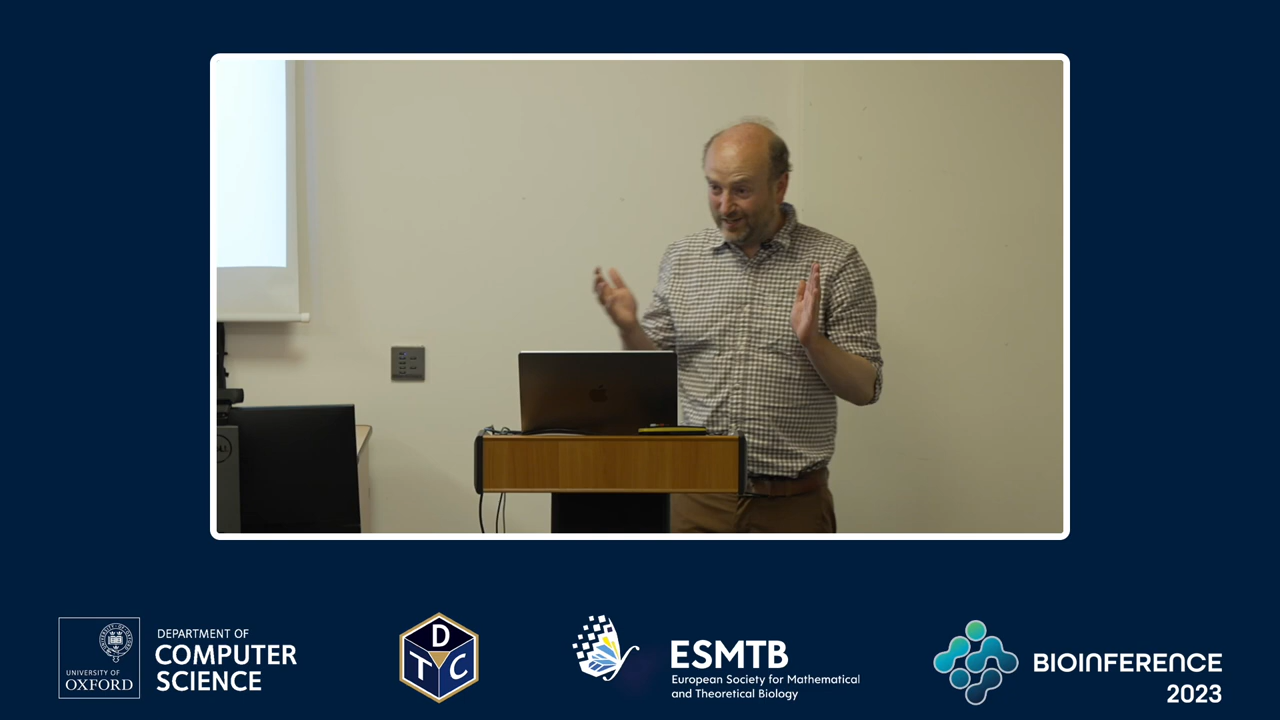 UNIVERSITY OF
OXFORD
DEPARTMENT OF
COMPUTER
SCIENCE
D
T C
ESMTB
European Society for Mathematical
and Theoretical Biology
BIOINFERENCE
2023